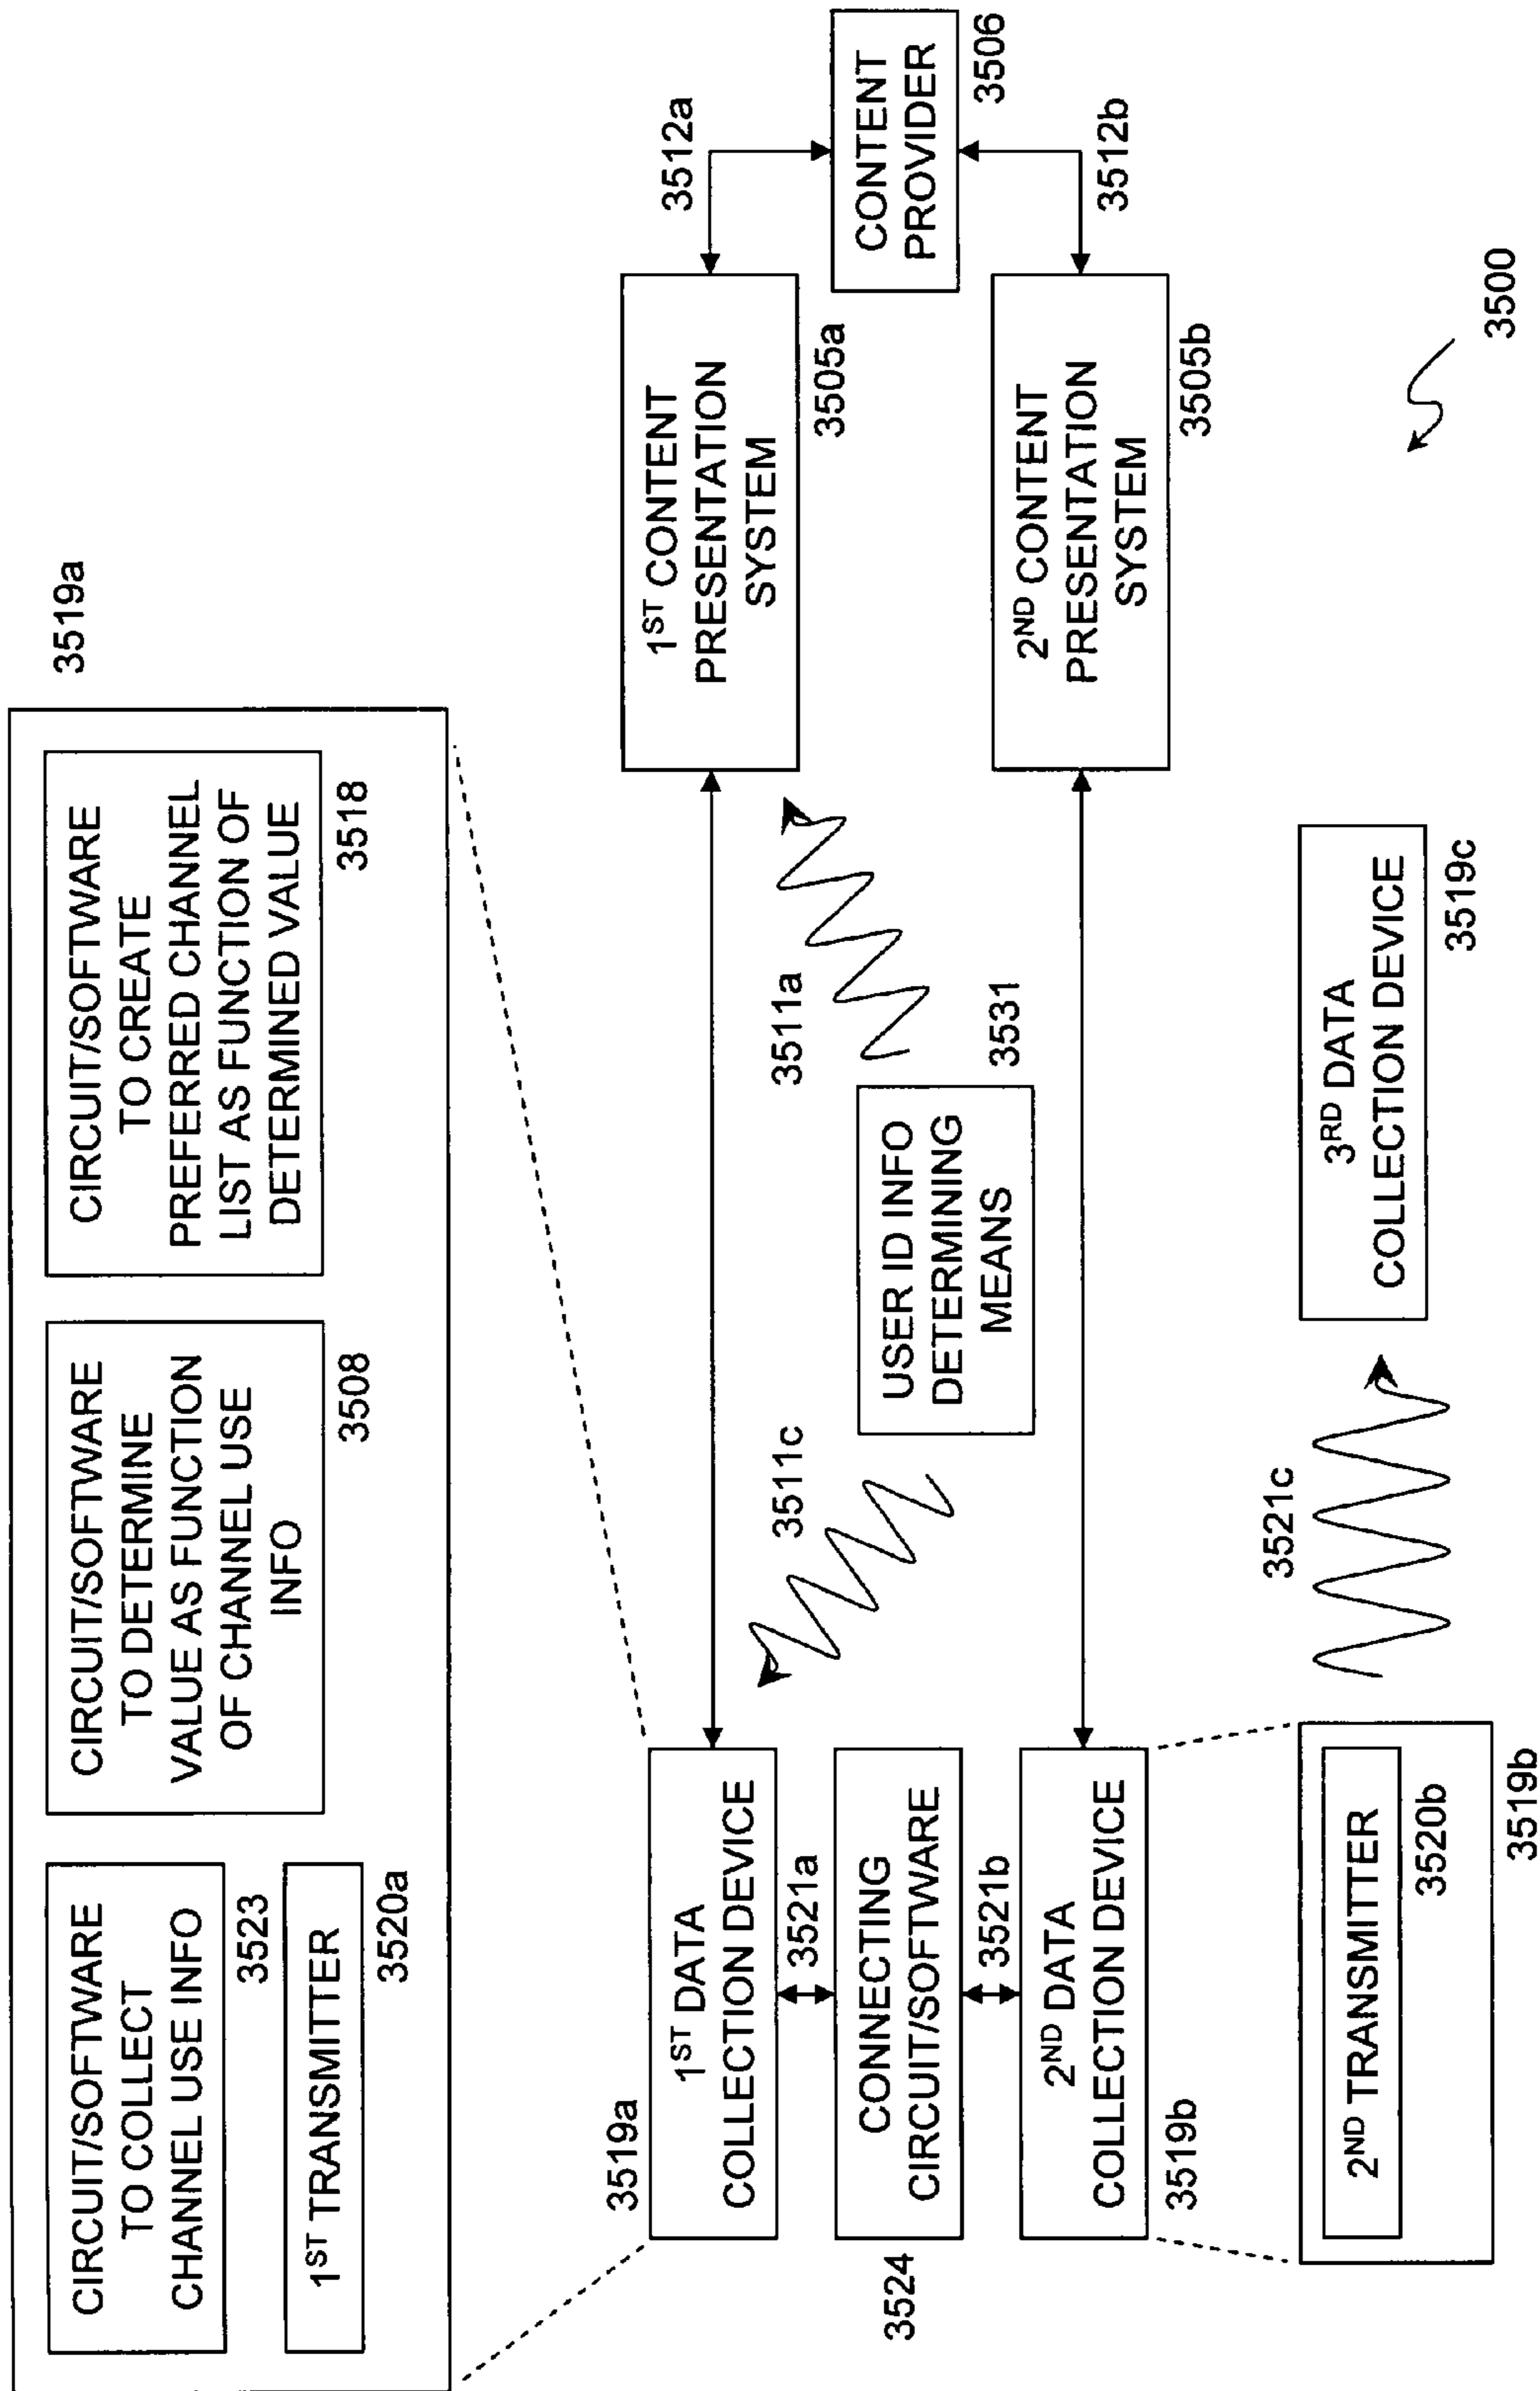 3519a
CIRCUIT/SOFTWARE
TO COLLECT
CHANNEL USE INFO
3523
1ST TRANSMITTER
3520a
CIRCUIT/SOFTWARE
TO DETERMINE
VALUE AS FUNCTION
OF CHANNEL USE
INFO
3508
CIRCUIT/SOFTWARE
TO CREATE
PREFERRED CHANNEL
LIST AS FUNCTION OF
DETERMINED VALUE
3518
3519a
1ST DATA
COLLECTION DEVICE
3521a
3524
CONNECTING
CIRCUIT/SOFTWARE
3521b
2ND DATA
COLLECTION DEVICE
3519b
2ND TRANSMITTER
3520b
3519b
3511c
3511a
USER ID INFO
DETERMINING
MEANS
3531
3521c
3RD DATA
COLLECTION DEVICE
3519c
1ST CONTENT
PRESENTATION
SYSTEM
3505a
2ND CONTENT
PRESENTATION
SYSTEM
3505b
3512a
CONTENT
PROVIDER
3506
3512b
3500